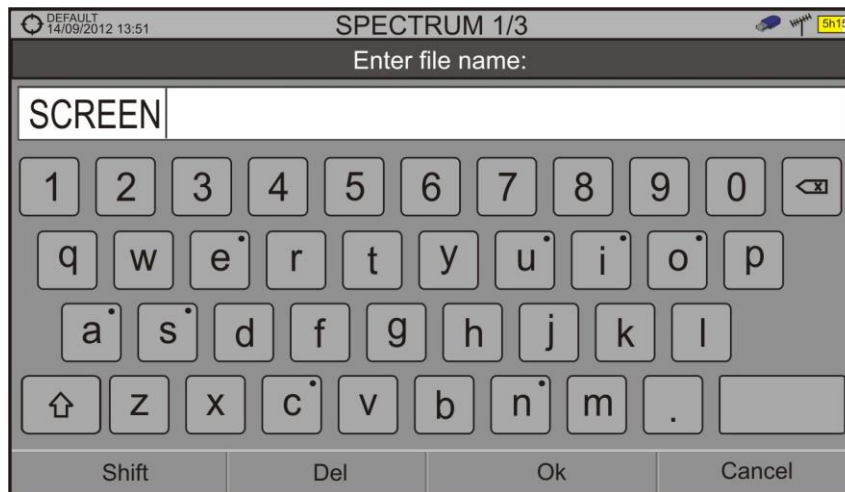 DEFAULT
14/09/2012 13:51
SPECTRUM 1/3
5h15
Enter file name:
SCREEN
1 2 3 4 5 6 7 8 9 0
q w e r t y u i o p
a s d f g h j k l
z x c v b n m .
Shift Del Ok Cancel